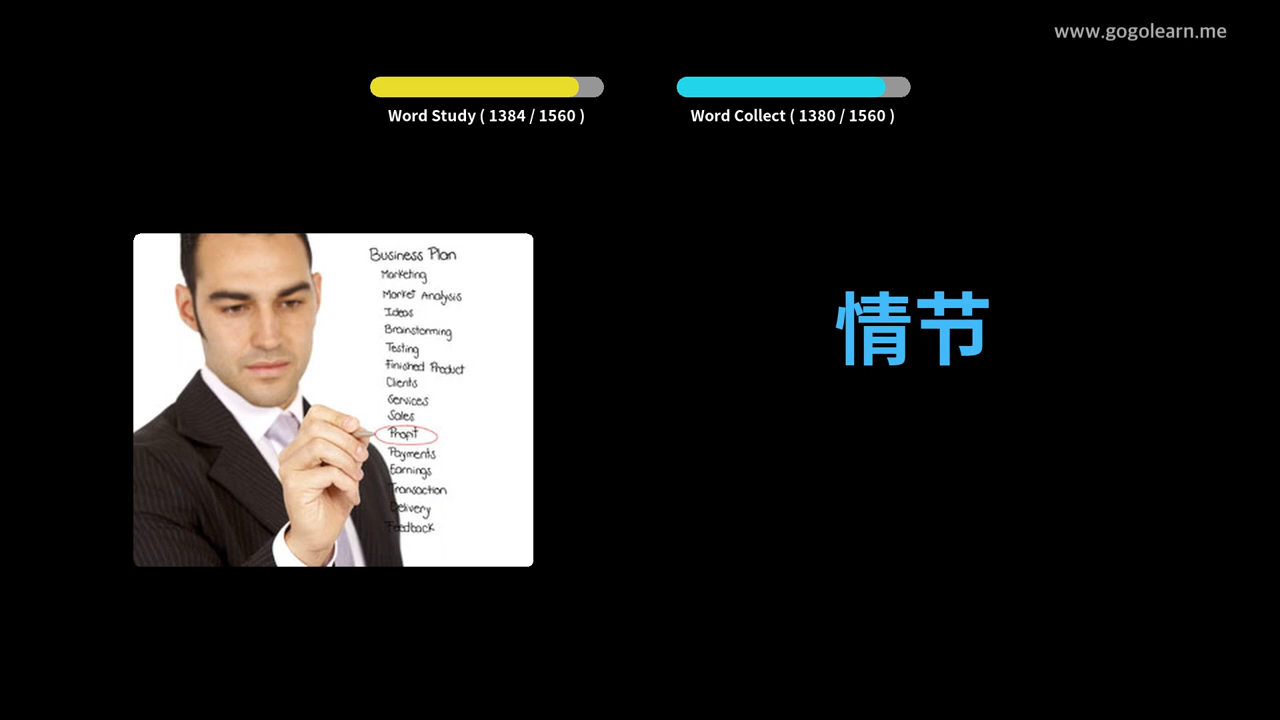 www.gogolearn.me
Word Study ( 1384 / 1560 )
Word Collect ( 1380 / 1560 )
Business Plan
Marketing
Market Analysis
Ideas
Brainstorming
Testing
Finished Product
Clients
Services
Sales
Profit
Payments
Earnings
Transaction
Delivery
Feedback
情节